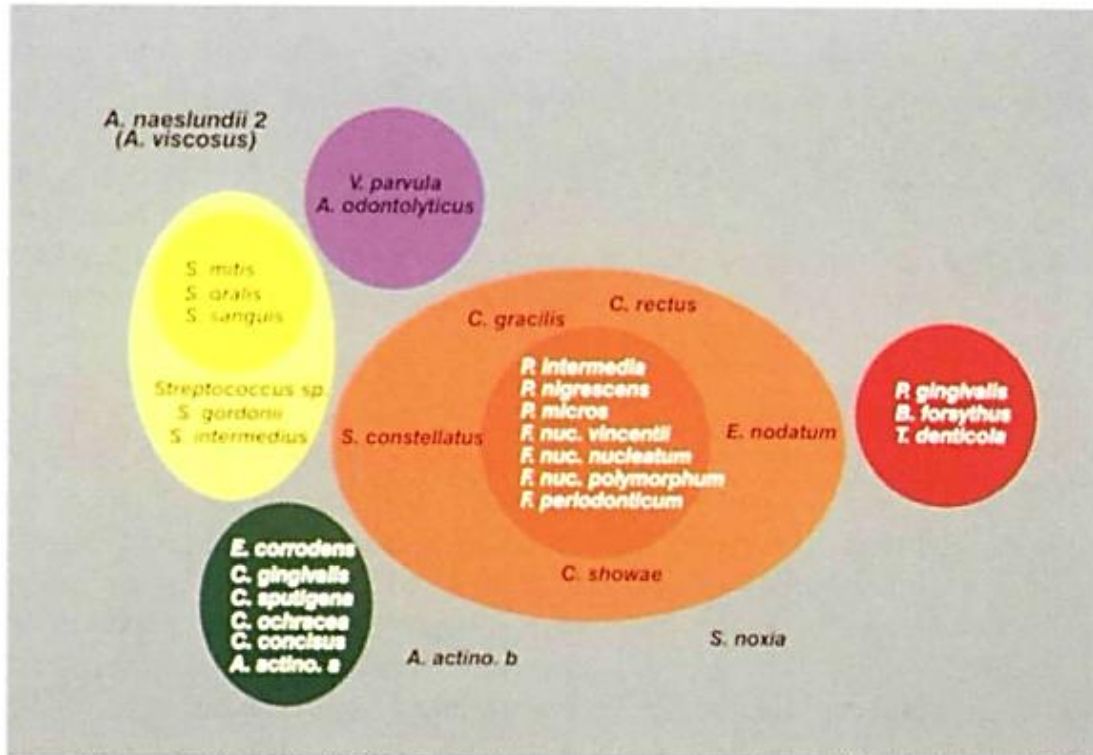 A. naeslundii 2
(A. viscosus)
V. parvula
A. odontolyticus
S. mitis
S. oralis
S. sanguis
Streptococcus sp.
S. gordonii
S. intermedius
C. gracilis
C. rectus
P. intermedia
P. nigrescens
P. micros
F. nuc. vincentii
F. nuc. nucleatum
F. nuc. polymorphum
F. periodonticum
S. constellatus
E. nodatum
C. showae
P. gingivalis
B. forsythus
T. denticola
E. corrodens
C. gingivalis
C. sputigena
C. ochracea
C. concisus
A. actino. a
A. actino. b
S. noxia